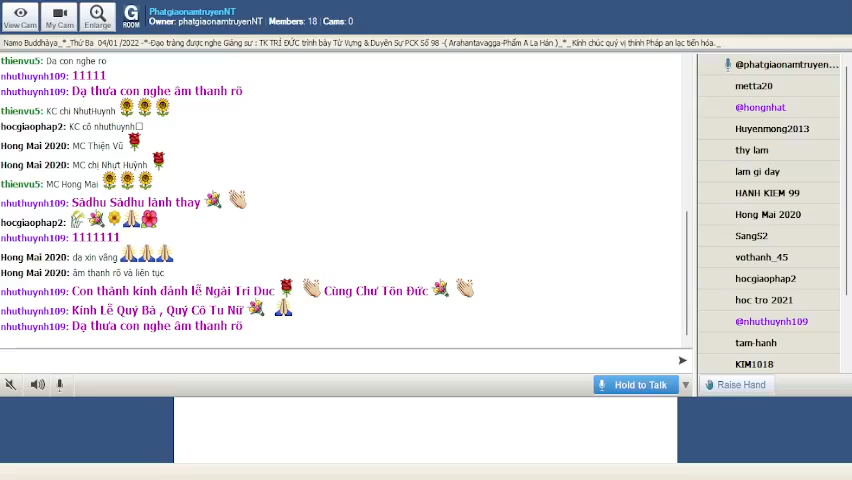 View Cam
My Cam
Enlarge
G
ROOM
PhatgiaonamtruyenNT
Owner: phatgiaonamtruyenNT | Members: 18 | Cams: 0
Namo Buddhàya_*_Thứ Ba 04/01 /2022 -*-Đạo tràng được nghe Giảng sư : TK TRÍ ĐỨC trình bày Từ Vựng & Duyên Sự PCK Số 98 -( Arahantavagga-Phẩm A La Hán )_*_ Kính chúc quý vị thính Pháp an lạc tiến hóa. _
thienvu5: Da con nghe ro
nhuthuynh109: 11111
nhuthuynh109: Dạ thưa con nghe âm thanh rõ
thienvu5: KC chi NhutHuynh
hocgiaophap2: KC cô nhuthuynh□
Hong Mai 2020: MC Thiện Vũ
Hong Mai 2020: MC chị Nhựt Huỳnh
thienvu5: MC Hong Mai
nhuthuynh109: Sādhu Sādhu lành thay
hocgiaophap2:
nhuthuynh109: 1111111
Hong Mai 2020: dạ xin vâng
Hong Mai 2020: âm thanh rõ và liên tục
nhuthuynh109: Con thành kính đảnh lễ Ngài Tri Duc Cùng Chư Tôn Đức
nhuthuynh109: Kính Lễ Quý Bà , Quý Cô Tu Nữ
nhuthuynh109: Dạ thưa con nghe âm thanh rõ
@phatgiaonamtruyen...
metta20
@hongnhat
Huyenmong2013
thy lam
lam gi day
HANH KIEM 99
Hong Mai 2020
SangS2
vothanh_45
hocgiaophap2
hoc tro 2021
@nhuthuynh109
tam-hanh
KIM1018
Hold to Talk
Raise Hand